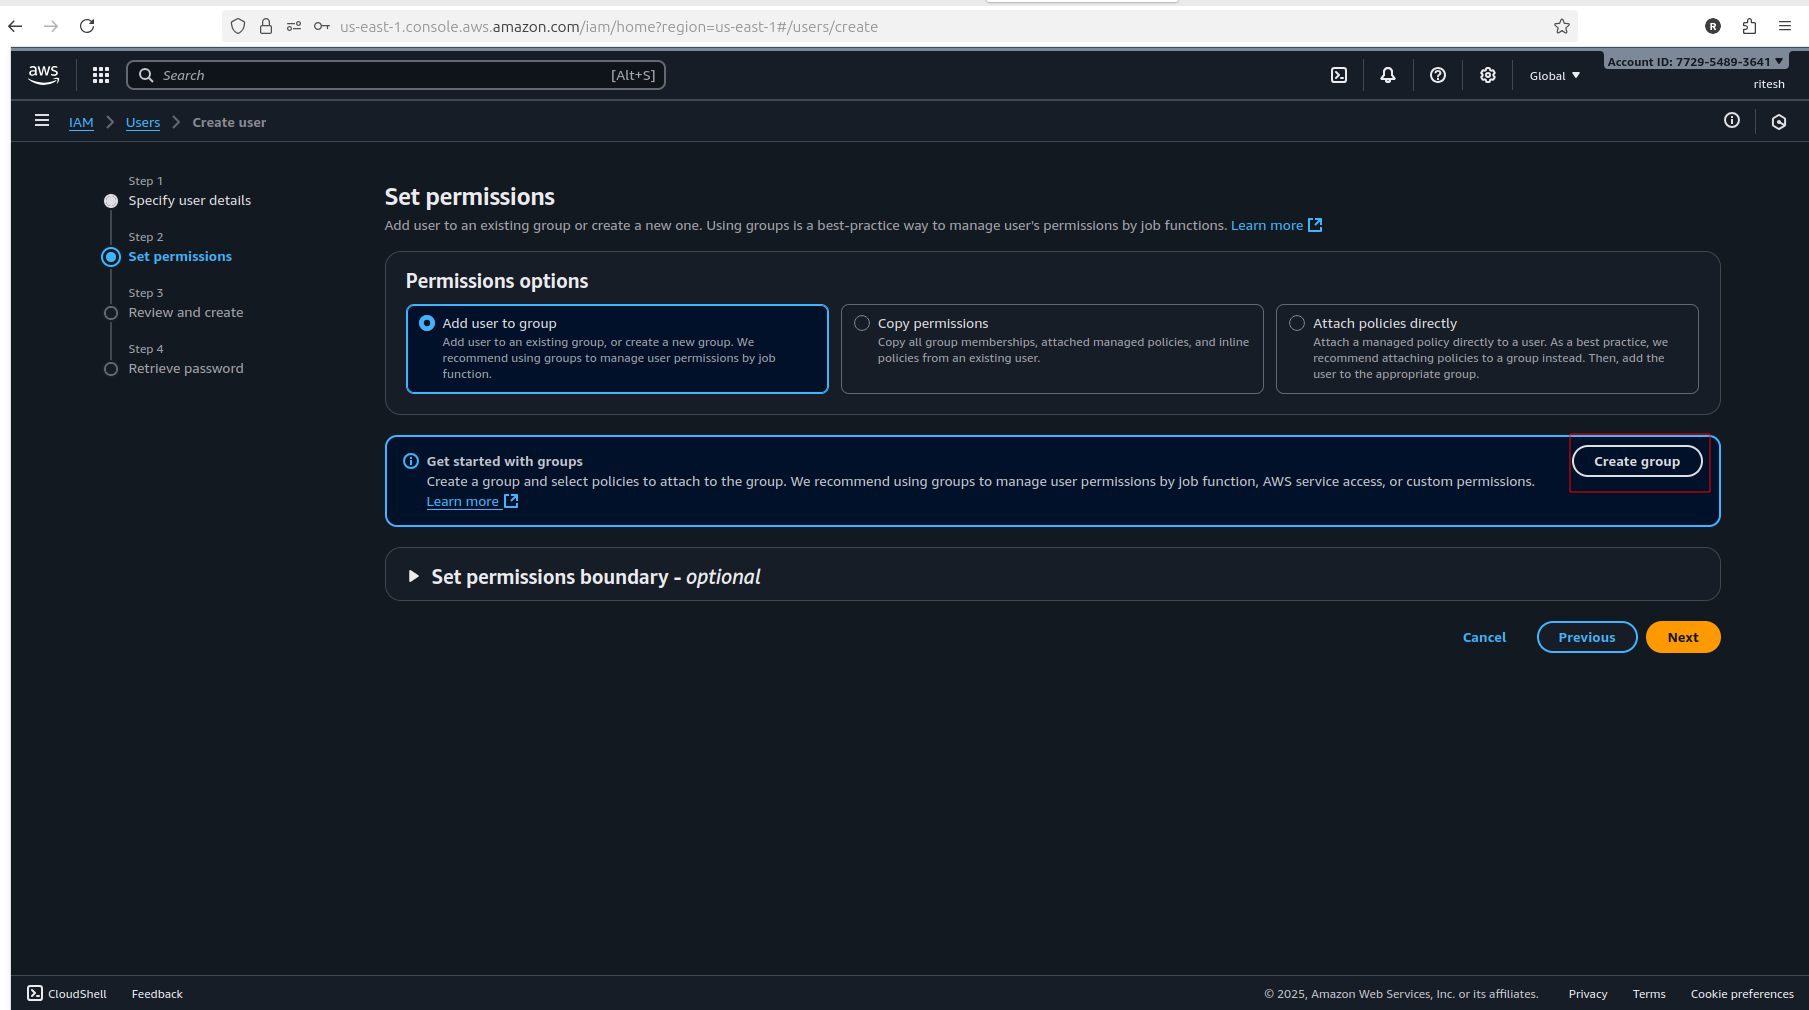 us-east-1.console.aws.amazon.com/iam/home?region=us-east-1#/users/create
R
aws
Search
[Alt+S]
Global
Account ID: 7729-5489-3641
ritesh
IAM
Users
Create user
Step 1
Specify user details
Step 2
Set permissions
Step 3
Review and create
Step 4
Retrieve password
Set permissions
Add user to an existing group or create a new one. Using groups is a best-practice way to manage user's permissions by job functions. Learn more
Permissions options
Add user to group
Add user to an existing group, or create a new group. We
recommend using groups to manage user permissions by job
function.
Copy permissions
Copy all group memberships, attached managed policies, and inline
policies from an existing user.
Attach policies directly
Attach a managed policy directly to a user. As a best practice, we
recommend attaching policies to a group instead. Then, add the
user to the appropriate group.
Get started with groups
Create a group and select policies to attach to the group. We recommend using groups to manage user permissions by job function, AWS service access, or custom permissions.
Learn more
Create group
Set permissions boundary - optional
Cancel
Previous
Next
CloudShell
Feedback
© 2025, Amazon Web Services, Inc. or its affiliates.
Privacy
Terms
Cookie preferences